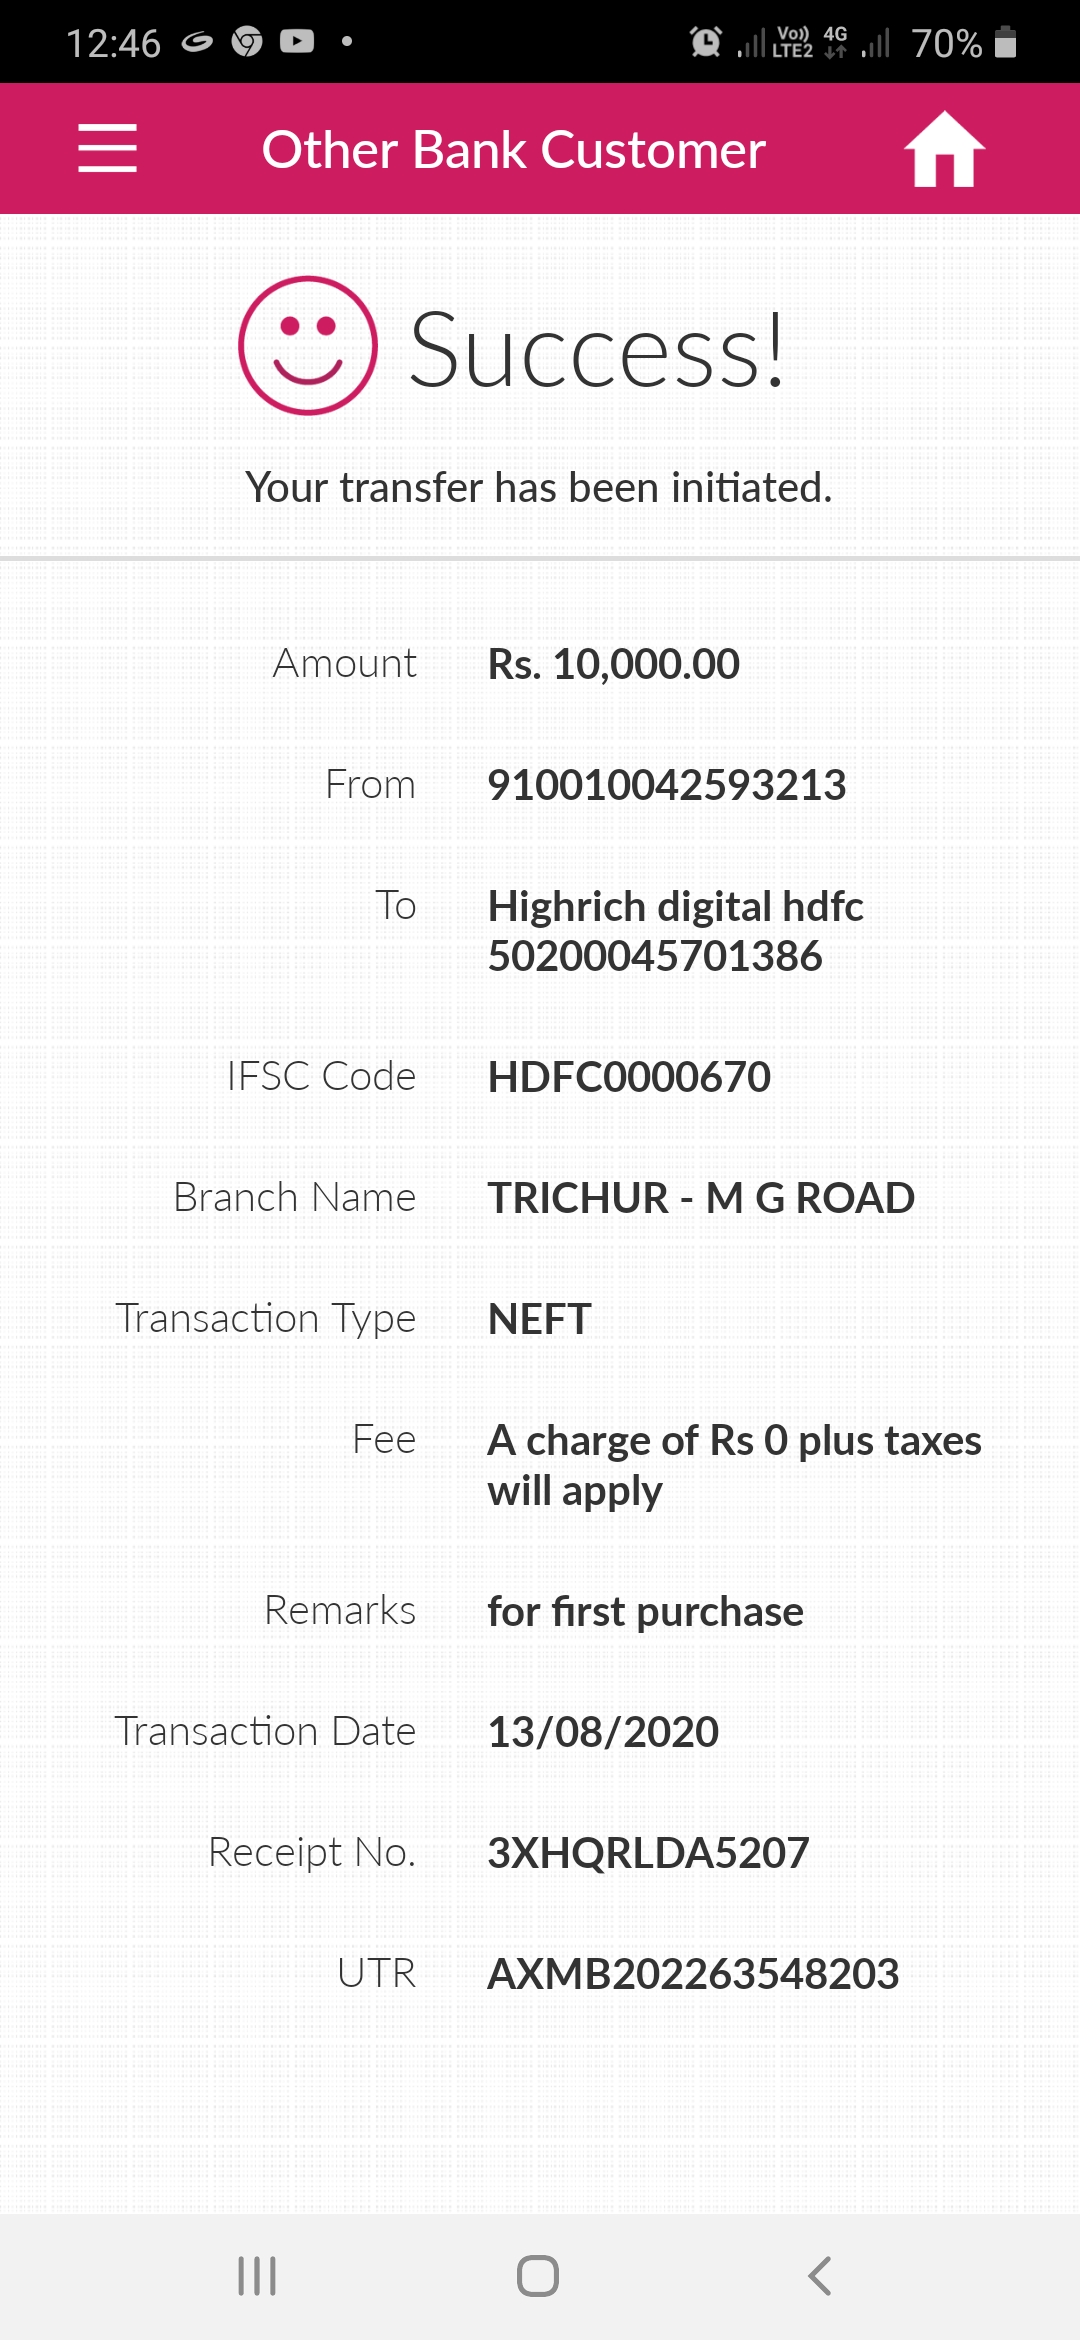 12:46 Vo)) LTE2 4G 70%
Other Bank Customer
Success!
Your transfer has been initiated.
Amount Rs. 10,000.00
From 910010042593213
To Highrich digital hdfc
50200045701386
IFSC Code HDFC0000670
Branch Name TRICHUR - M G ROAD
Transaction Type NEFT
Fee A charge of Rs 0 plus taxes
will apply
Remarks for first purchase
Transaction Date 13/08/2020
Receipt No. 3XHQRLDA5207
UTR AXMB202263548203